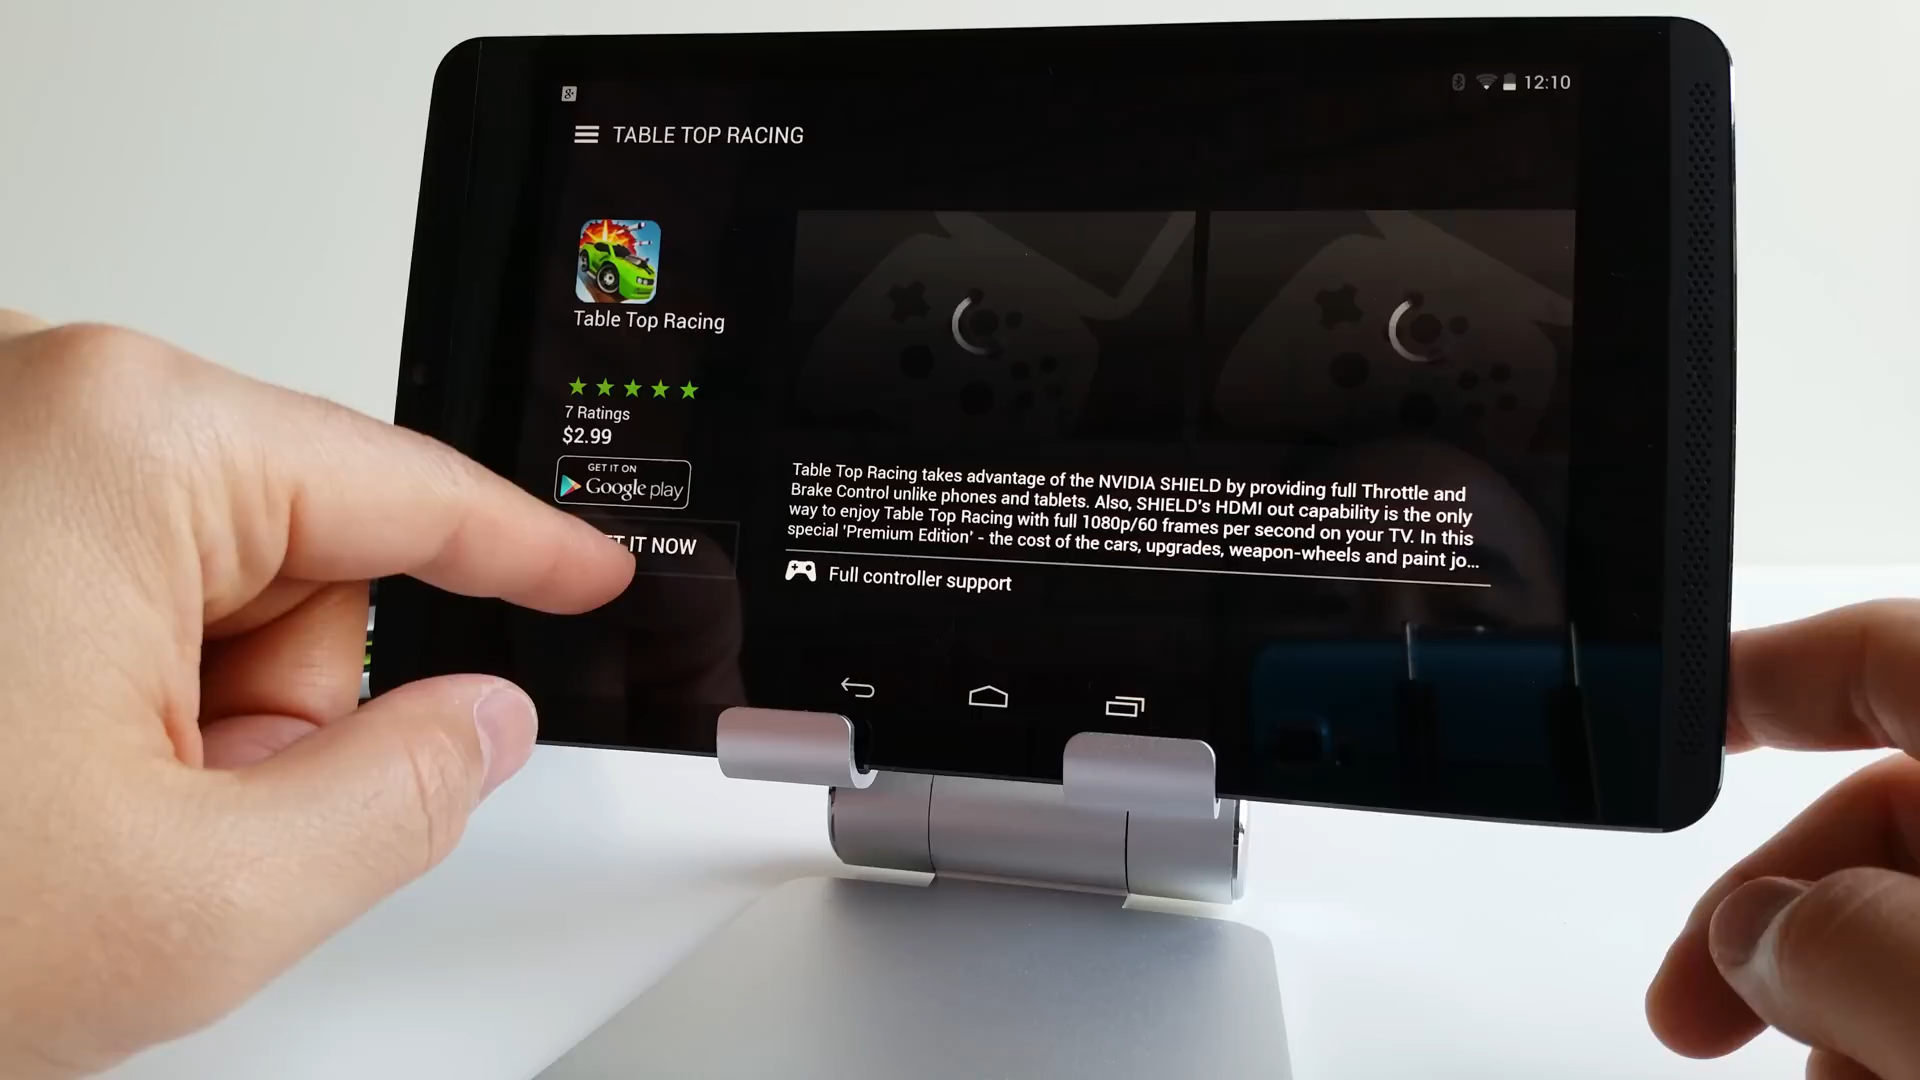 12:10
TABLE TOP RACING
Table Top Racing
7 Ratings
$2.99
GET IT ON
Google play
IT NOW
Table Top Racing takes advantage of the NVIDIA SHIELD by providing full Throttle and
Brake Control unlike phones and tablets. Also, SHIELD's HDMI out capability is the only
way to enjoy Table Top Racing with full 1080p/60 frames per second on your TV. In this
special 'Premium Edition' - the cost of the cars, upgrades, weapon-wheels and paint jo...
Full controller support